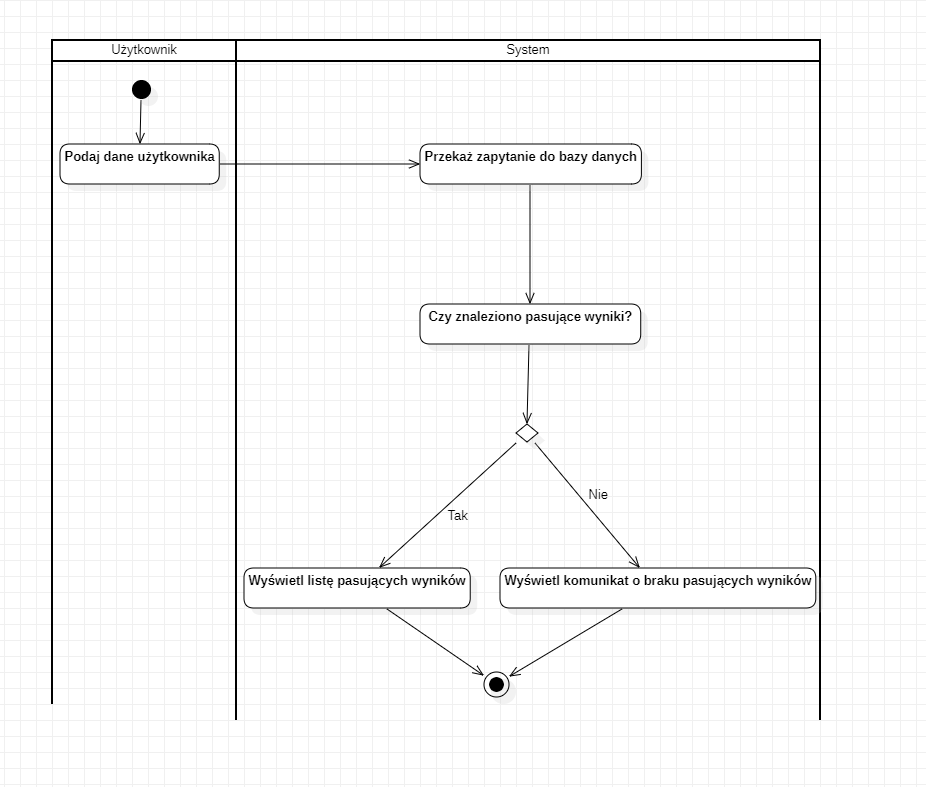 Użytkownik
System
Podaj dane użytkownika
Przekaż zapytanie do bazy danych
Czy znaleziono pasujące wyniki?
Nie
Tak
Wyświetl listę pasujących wyników
Wyświetl komunikat o braku pasujących wyników